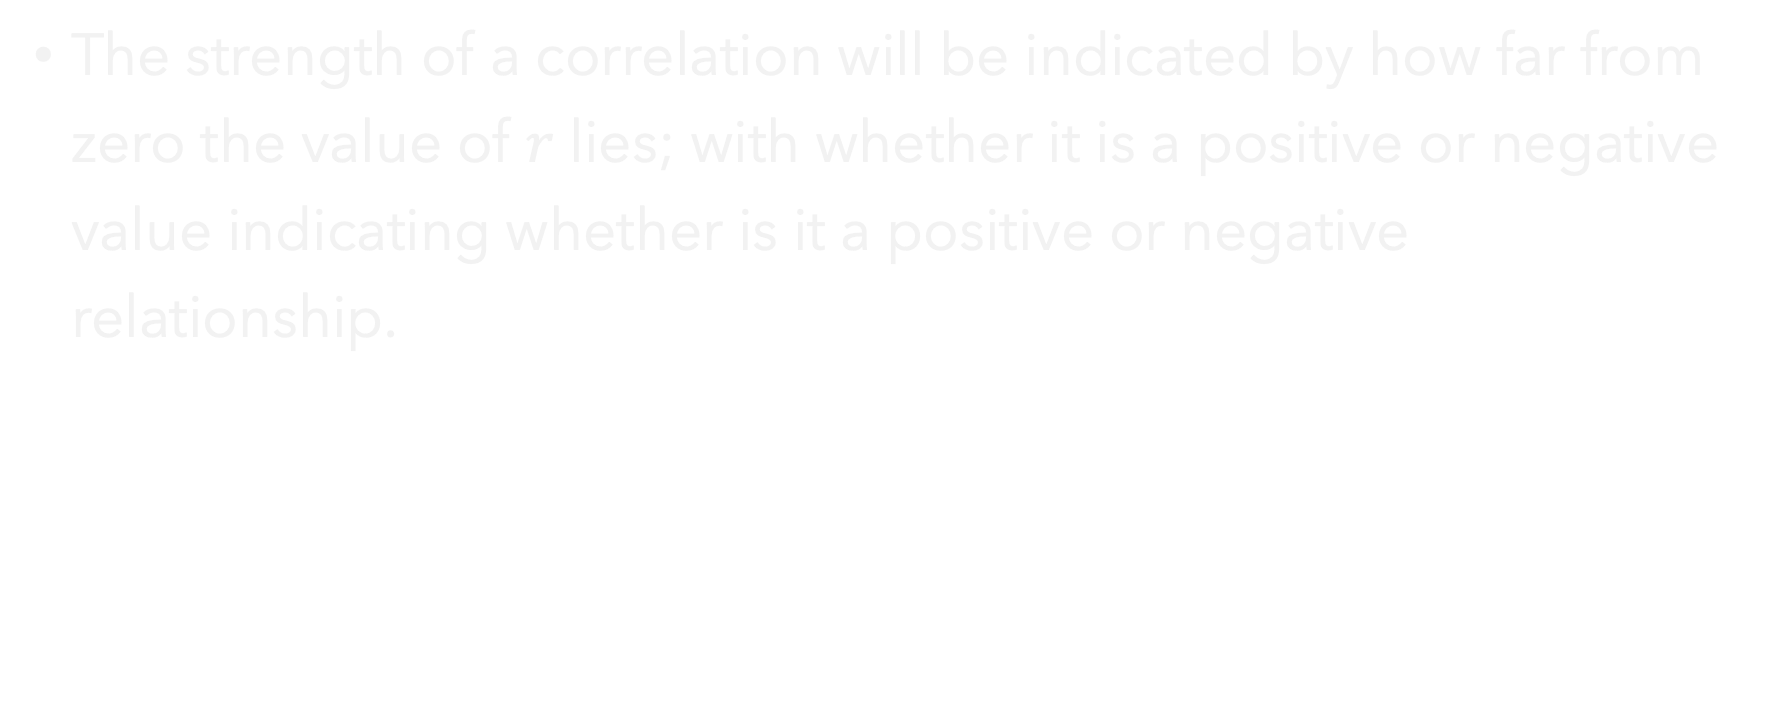 • The strength of a correlation will be indicated by how far from
zero the value of r lies; with whether it is a positive or negative
value indicating whether is it a positive or negative
relationship.